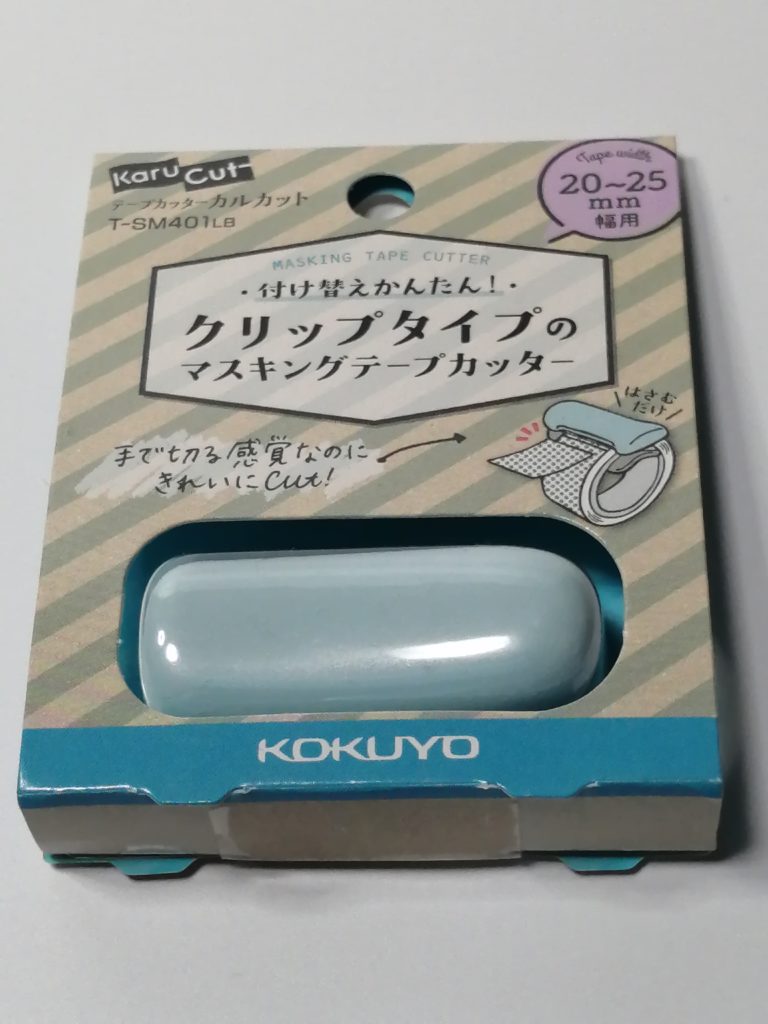 Karu Cut
テープカッターカルカット
T-SM401LB
Tape width
20~25
mm
幅用
MASKING TAPE CUTTER
・付け替えかんたん!・
クリップタイプの
マスキングテープカッター
はさむ
だけ
手で切る感覚なのに
きれいにCut!
KOKUYO